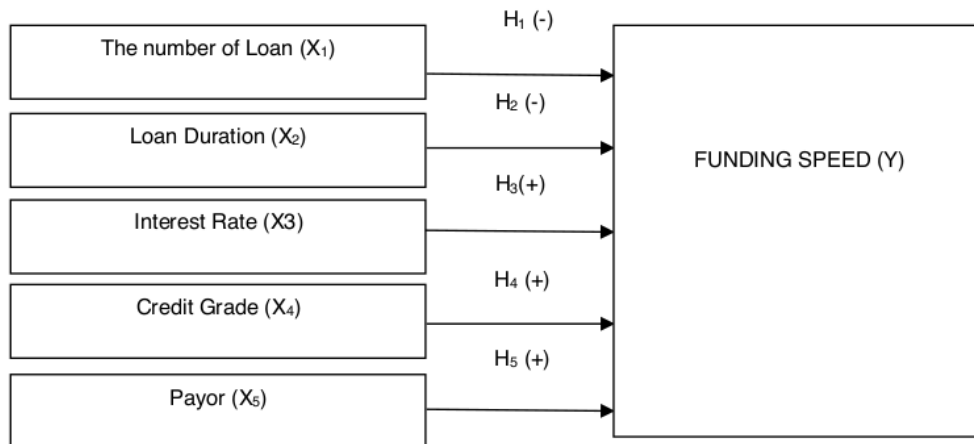 H₁ (-)
The number of Loan (X₁)
H₂ (-)
Loan Duration (X₂)
FUNDING SPEED (Y)
H₃(+)
Interest Rate (X3)
H₄ (+)
Credit Grade (X₄)
H₅ (+)
Payor (X₅)